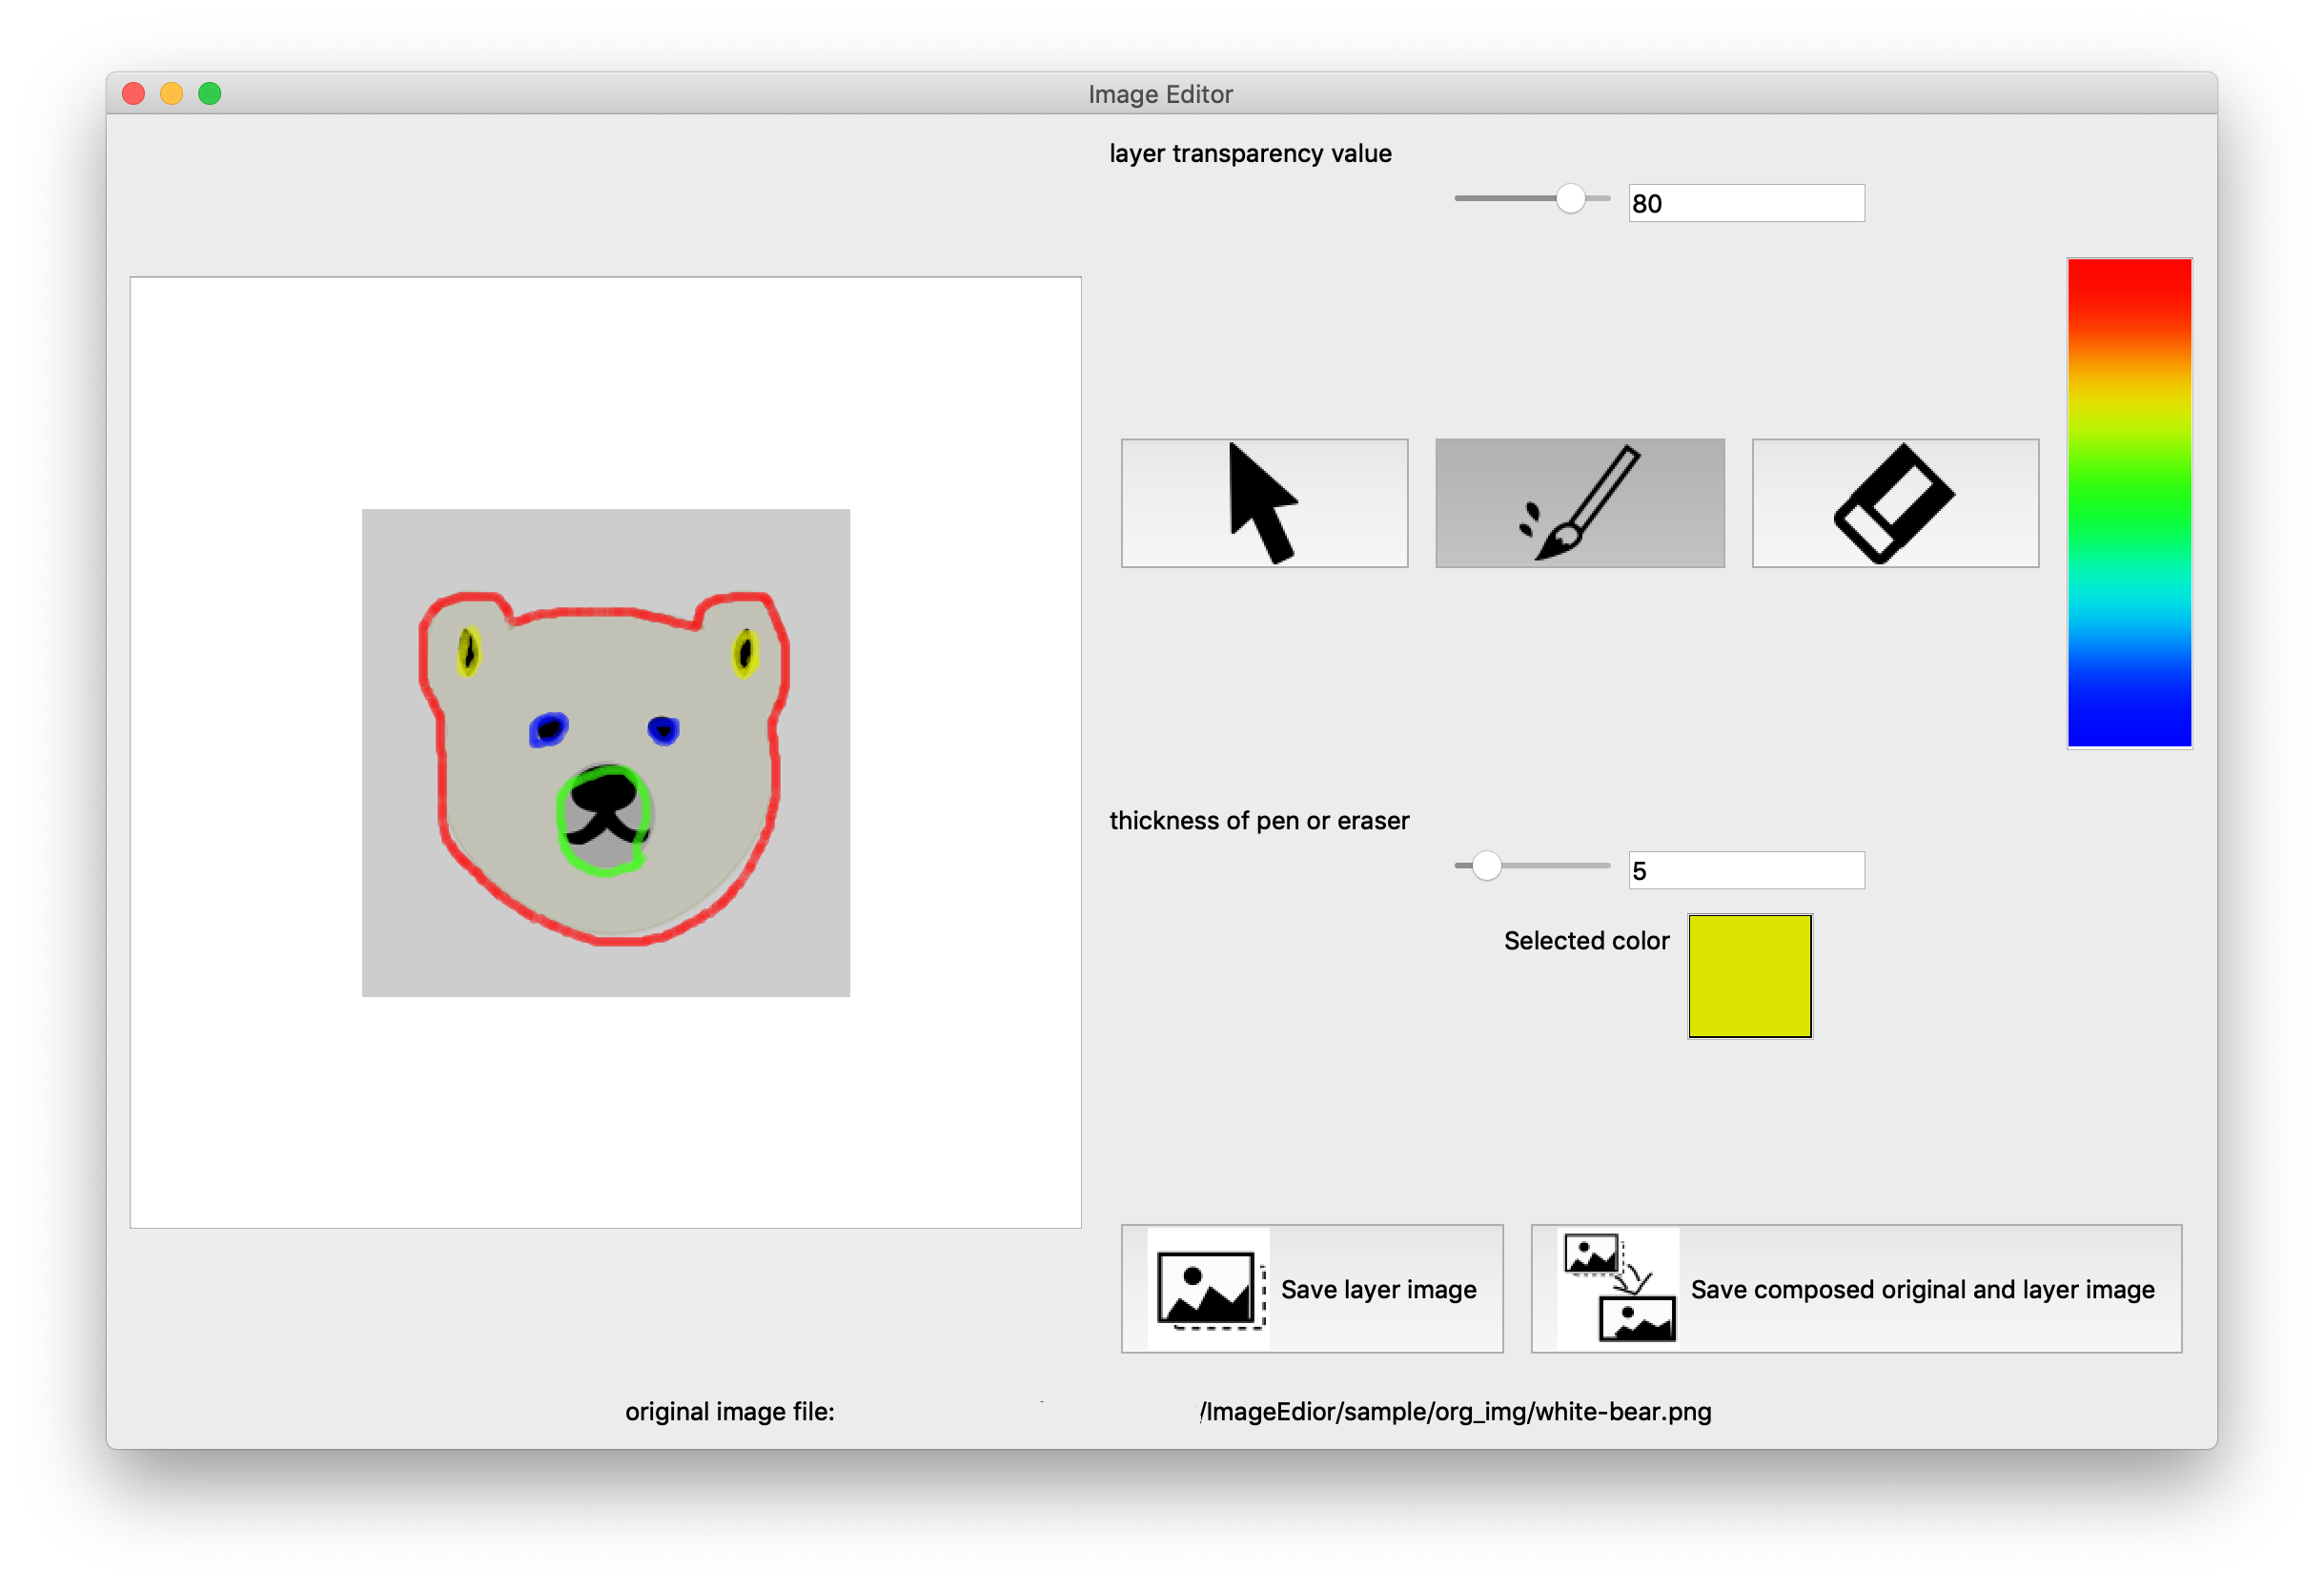 Image Editor
layer transparency value
80
thickness of pen or eraser
5
Selected color
Save layer image
Save composed original and layer image
original image file: /ImageEdior/sample/org_img/white-bear.png